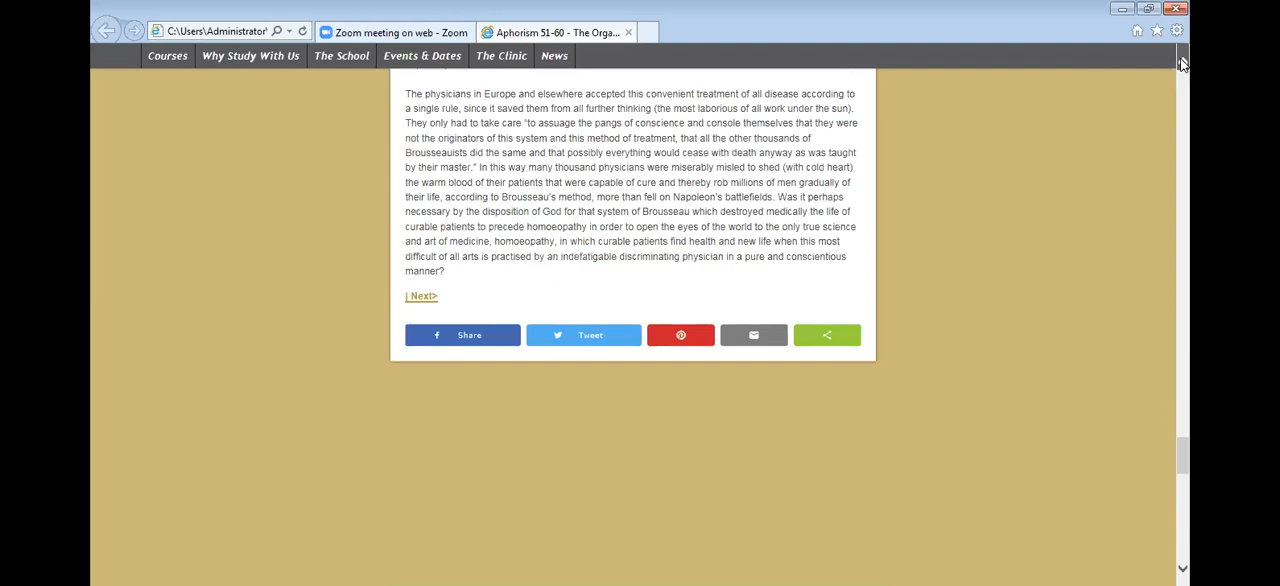 C:\Users\Administrator\
Zoom meeting on web - Zoom
Aphorism 51-60 - The Orga...
Courses
Why Study With Us
The School
Events & Dates
The Clinic
News
The physicians in Europe and elsewhere accepted this convenient treatment of all disease according to
a single rule, since it saved them from all further thinking (the most laborious of all work under the sun).
They only had to take care “to assuage the pangs of conscience and console themselves that they were
not the originators of this system and this method of treatment, that all the other thousands of
Brousseauists did the same and that possibly everything would cease with death anyway as was taught
by their master.” In this way many thousand physicians were miserably misled to shed (with cold heart)
the warm blood of their patients that were capable of cure and thereby rob millions of men gradually of
their life, according to Brousseau’s method, more than fell on Napoleon’s battlefields. Was it perhaps
necessary by the disposition of God for that system of Brousseau which destroyed medically the life of
curable patients to precede homoeopathy in order to open the eyes of the world to the only true science
and art of medicine, homoeopathy, in which curable patients find health and new life when this most
difficult of all arts is practised by an indefatigable discriminating physician in a pure and conscientious
manner?
| Next>
Share
Tweet